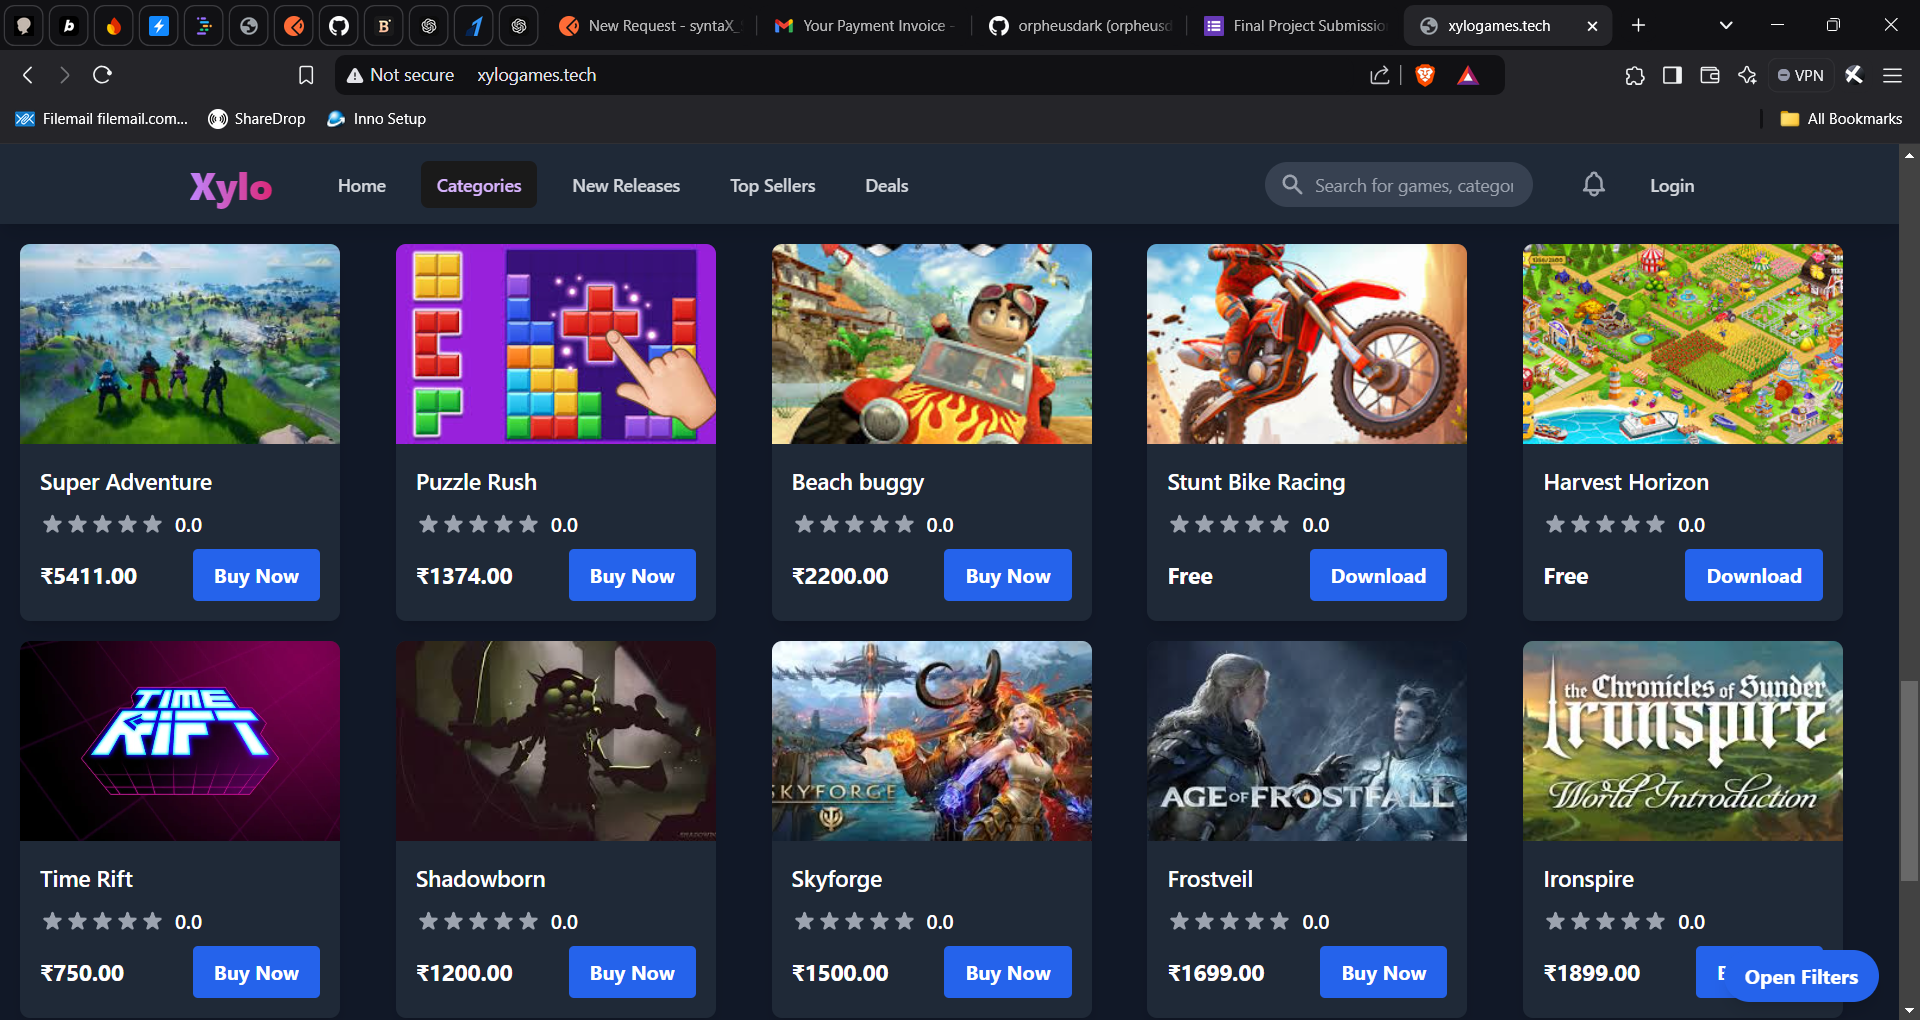 New Request - syntaX_
Your Payment Invoice -
orpheusdark (orpheusd
Final Project Submissio
xylogames.tech
Not secure
xylogames.tech
VPN
Filemail filemail.com...
ShareDrop
Inno Setup
All Bookmarks
Xylo
Home
Categories
New Releases
Top Sellers
Deals
Search for games, categor
Login
Super Adventure
0.0
₹5411.00
Buy Now
Puzzle Rush
0.0
₹1374.00
Buy Now
Beach buggy
0.0
₹2200.00
Buy Now
Stunt Bike Racing
0.0
Free
Download
Harvest Horizon
0.0
Free
Download
TIME
RIFT
Time Rift
0.0
₹750.00
Buy Now
Shadowborn
0.0
₹1200.00
Buy Now
SKYFORGE
Skyforge
0.0
₹1500.00
Buy Now
AGE OF FROSTFALL
Frostveil
0.0
₹1699.00
Buy Now
the Chronicles of Sunder
Ironspire
World Introduction
Ironspire
0.0
₹1899.00
Open Filters